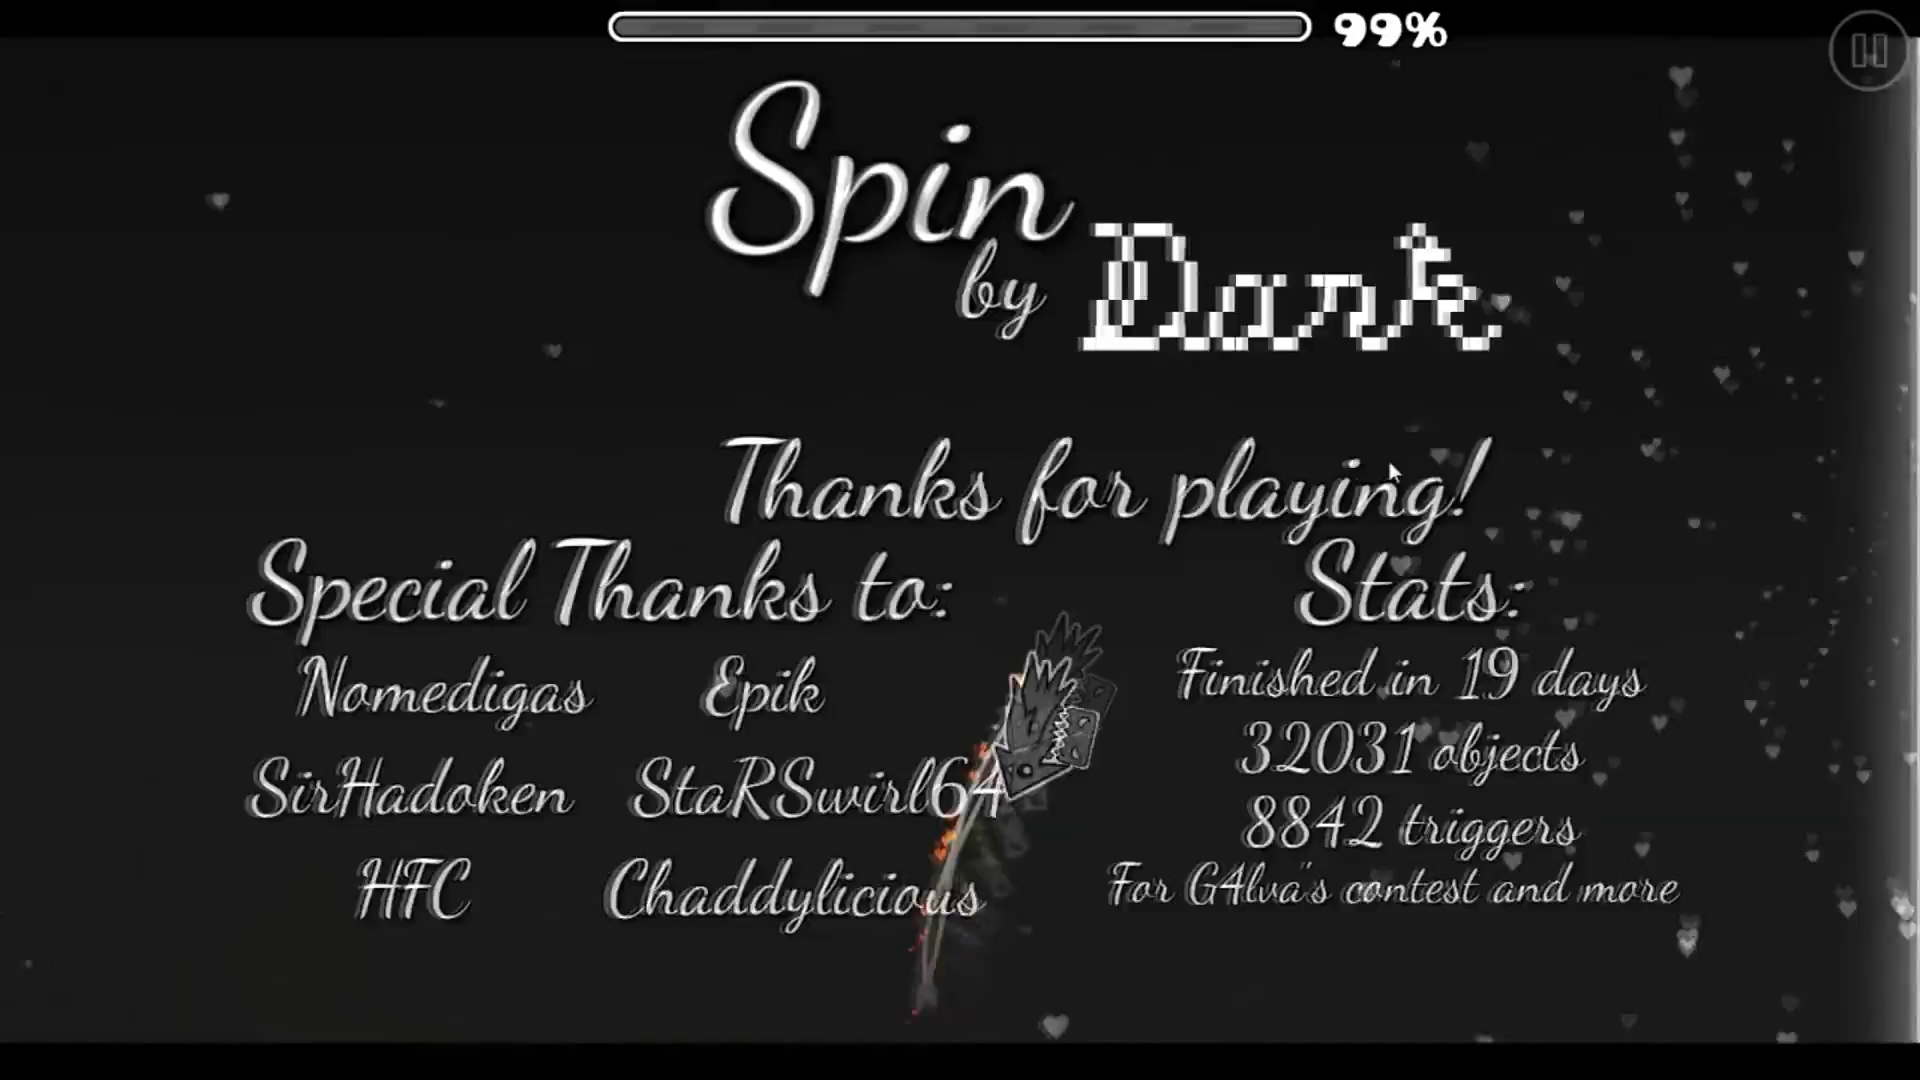 99%
Spin
by Dark
Thanks for playing!
Special Thanks to:
Nomedigas Epik
SirHadoken StaRSwirl64
HFC Chaddylicious
Stats:
Finished in 19 days
32031 objects
8842 triggers
For G4lva"s contest and more